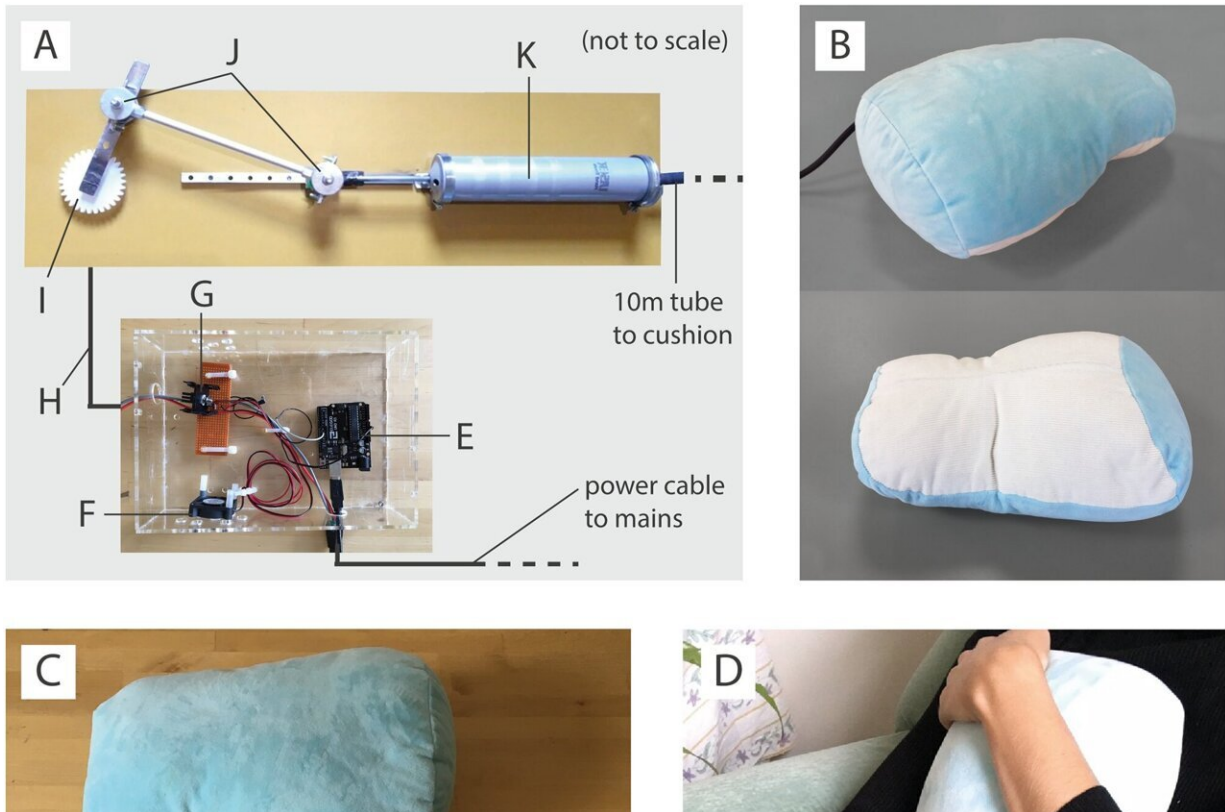 A
J
(not to scale)
K
B
I
G
10m tube
to cushion
H
E
F
power cable
to mains
C
D